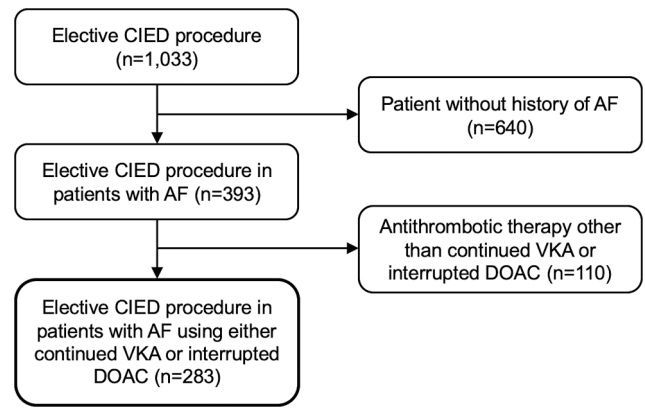 Elective CIED procedure
(n=1,033)
Patient without history of AF
(n=640)
Elective CIED procedure in
patients with AF (n=393)
Antithrombotic therapy other
than continued VKA or
interrupted DOAC (n=110)
Elective CIED procedure in
patients with AF using either
continued VKA or interrupted
DOAC (n=283)